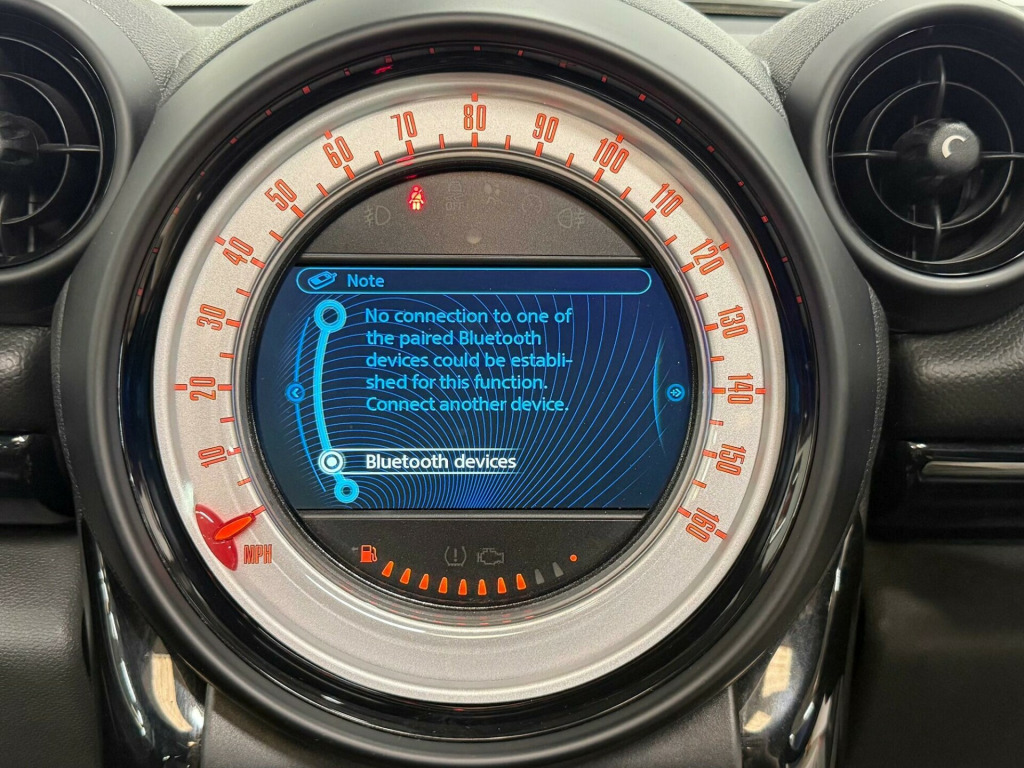 10
20
30
40
50
60
70
80
90
100
110
120
130
140
150
160
MPH
Note
No connection to one of
the paired Bluetooth
devices could be establi-
shed for this function.
Connect another device.
Bluetooth devices